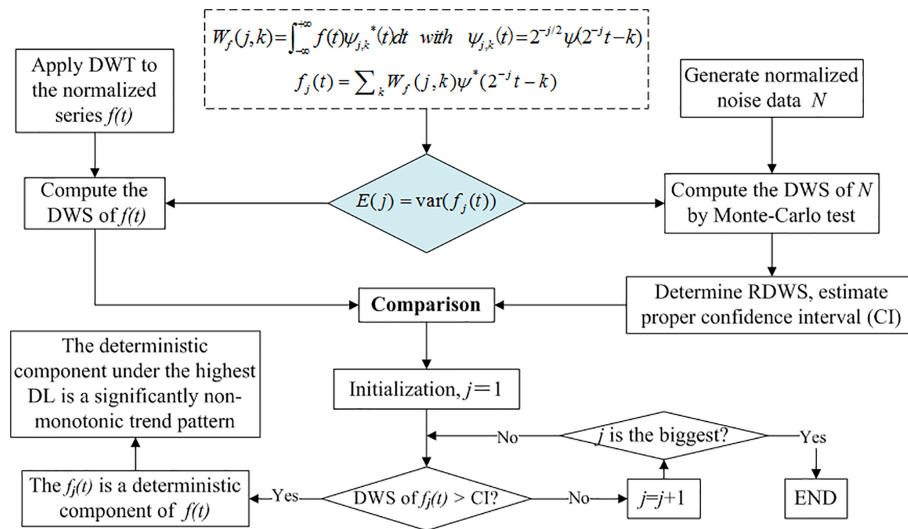 W_f(j,k)=∫_{-∞}^{+∞} f(t)ψ_{j,k}^*(t)dt with ψ_{j,k}(t)=2^{-j/2}ψ(2^{-j}t-k)
f_j(t)=∑_k W_f(j,k)ψ^*(2^{-j}t-k)
Apply DWT to
the normalized
series f(t)
Generate normalized
noise data N
Compute the
DWS of f(t)
E(j)=var(f_j(t))
Compute the DWS of N
by Monte-Carlo test
Comparison
Determine RDWS, estimate
proper confidence interval (CI)
The deterministic
component under the highest
DL is a significantly non-
monotonic trend pattern
Initialization, j=1
No
j is the biggest?
Yes
The f_j(t) is a deterministic
component of f(t)
Yes
DWS of f_j(t) > CI?
No
j=j+1
END